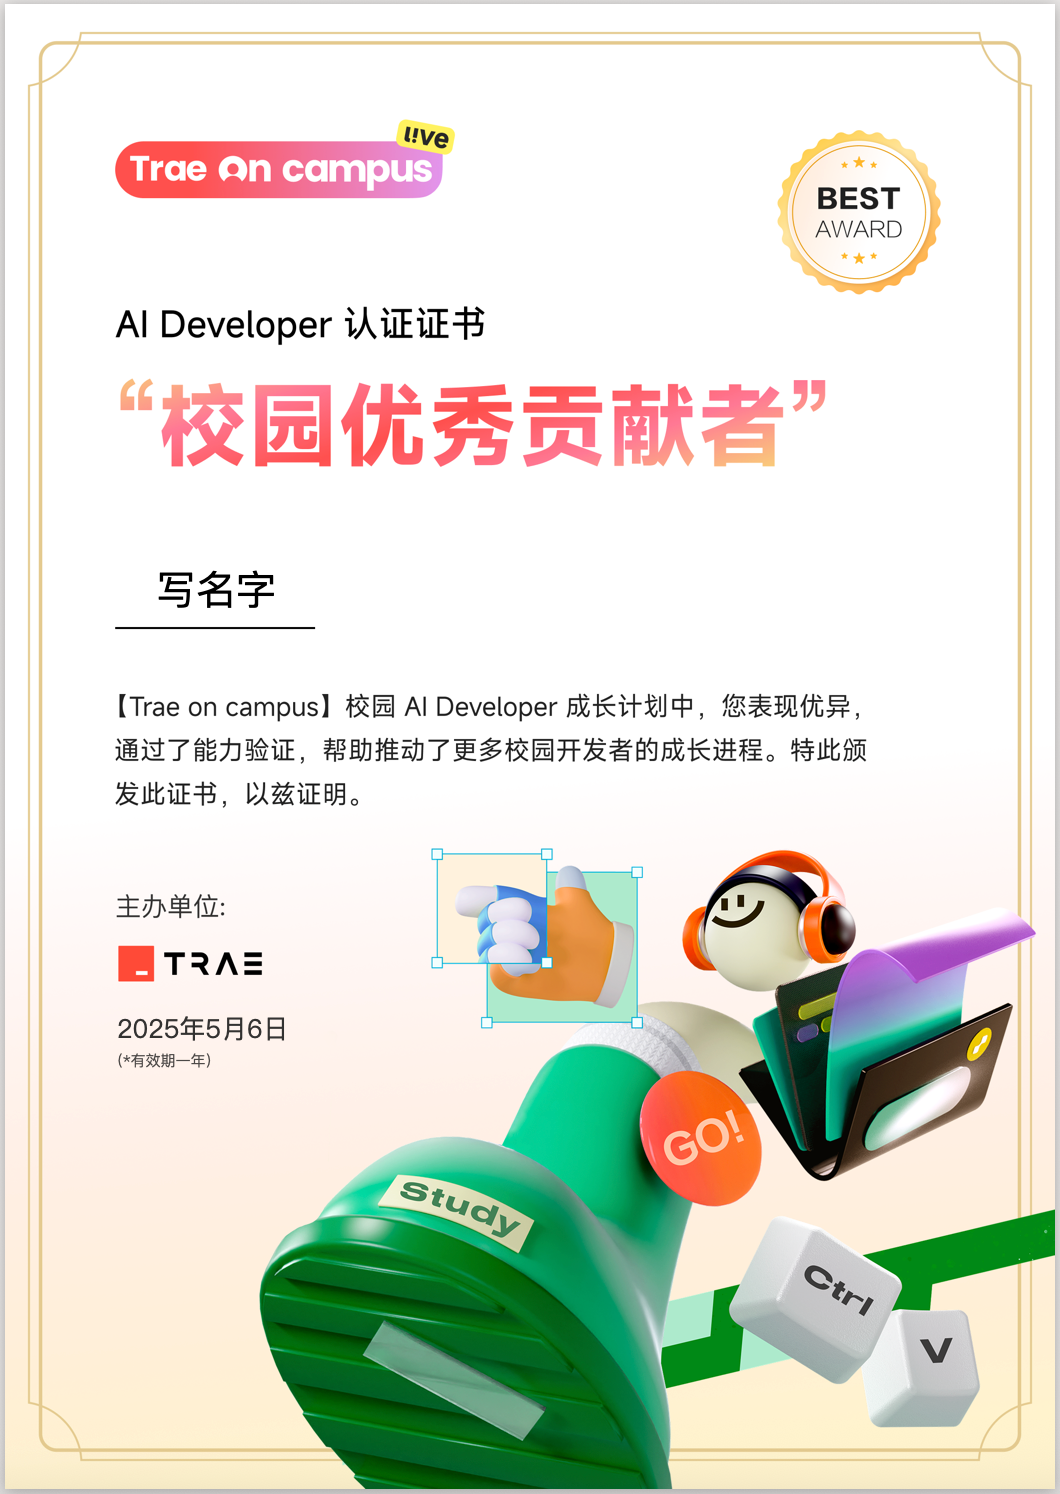 Trae On campus
l!ve
BEST
AWARD
AI Developer 认证证书
“校园优秀贡献者”
写名字
【Trae on campus】校园 AI Developer 成长计划中，您表现优异，
通过了能力验证，帮助推动了更多校园开发者的成长进程。特此颁
发此证书，以兹证明。
主办单位:
TRAE
2025年5月6日
(*有效期一年)
GO!
Study
Ctrl
V